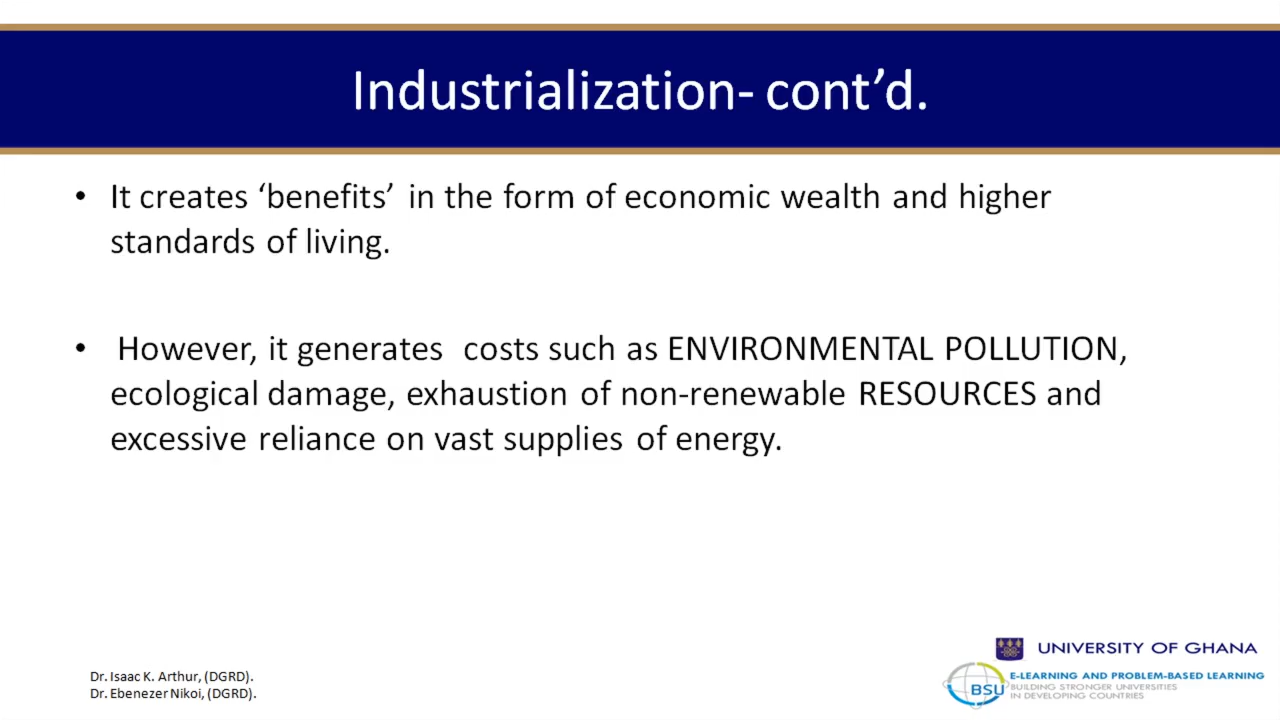 Industrialization- cont’d.
• It creates ‘benefits’ in the form of economic wealth and higher
standards of living.
• However, it generates costs such as ENVIRONMENTAL POLLUTION,
ecological damage, exhaustion of non-renewable RESOURCES and
excessive reliance on vast supplies of energy.
Dr. Isaac K. Arthur, (DGRD).
Dr. Ebenezer Nikoi, (DGRD).
UNIVERSITY OF GHANA
BSU
E-LEARNING AND PROBLEM-BASED LEARNING
BUILDING STRONGER UNIVERSITIES
IN DEVELOPING COUNTRIES